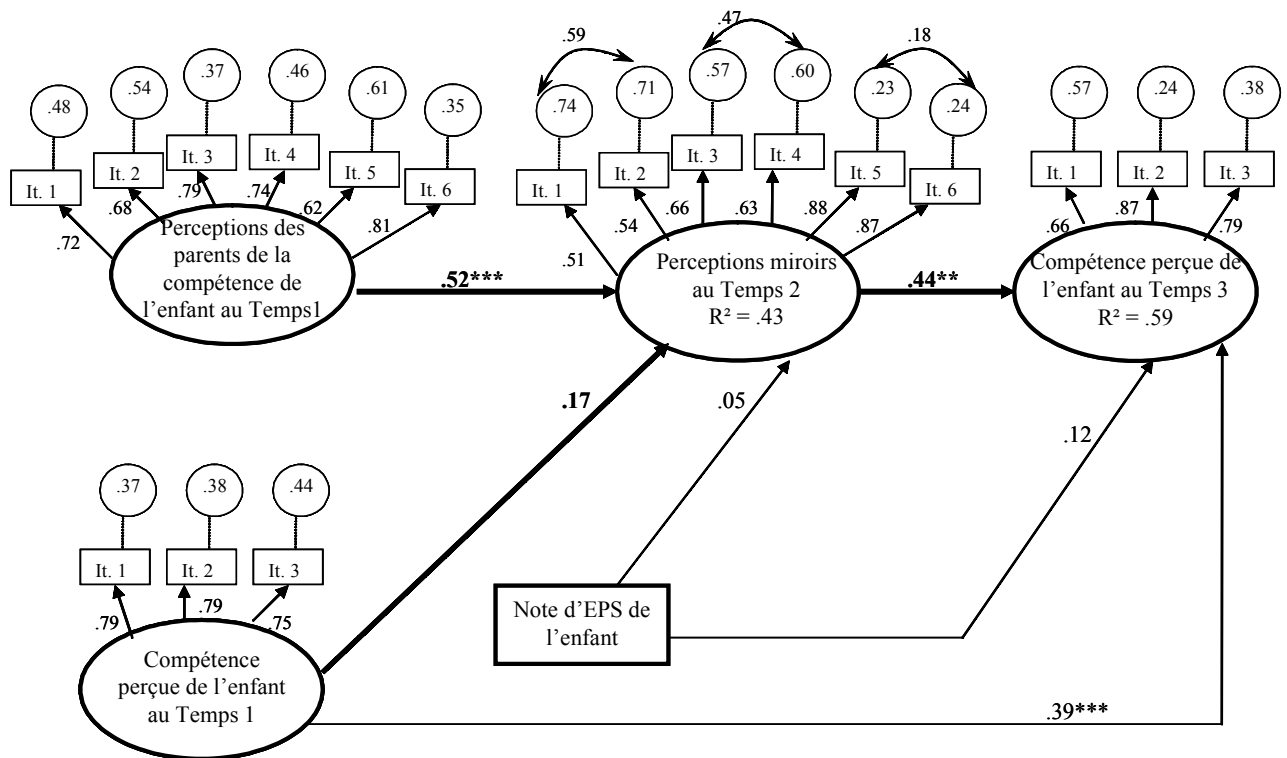 .59
.47
.18
.48
.54
.37
.46
.61
.35
.74
.71
.57
.60
.23
.24
.57
.24
.38
It. 1
It. 2
It. 3
It. 4
It. 5
It. 6
It. 1
It. 2
It. 3
It. 4
It. 5
It. 6
It. 1
It. 2
It. 3
.72
.68
.79
.74
.62
.81
.51
.54
.66
.63
.88
.87
.66
.87
.79
Perceptions des
parents de la
compétence de
l'enfant au Temps1
.52***
Perceptions miroirs
au Temps 2
R² = .43
.44**
Compétence perçue de
l'enfant au Temps 3
R² = .59
.17
.05
.12
.37
.38
.44
It. 1
It. 2
It. 3
.79
.79
.75
Compétence
perçue de l'enfant
au Temps 1
Note d'EPS de
l'enfant
.39***